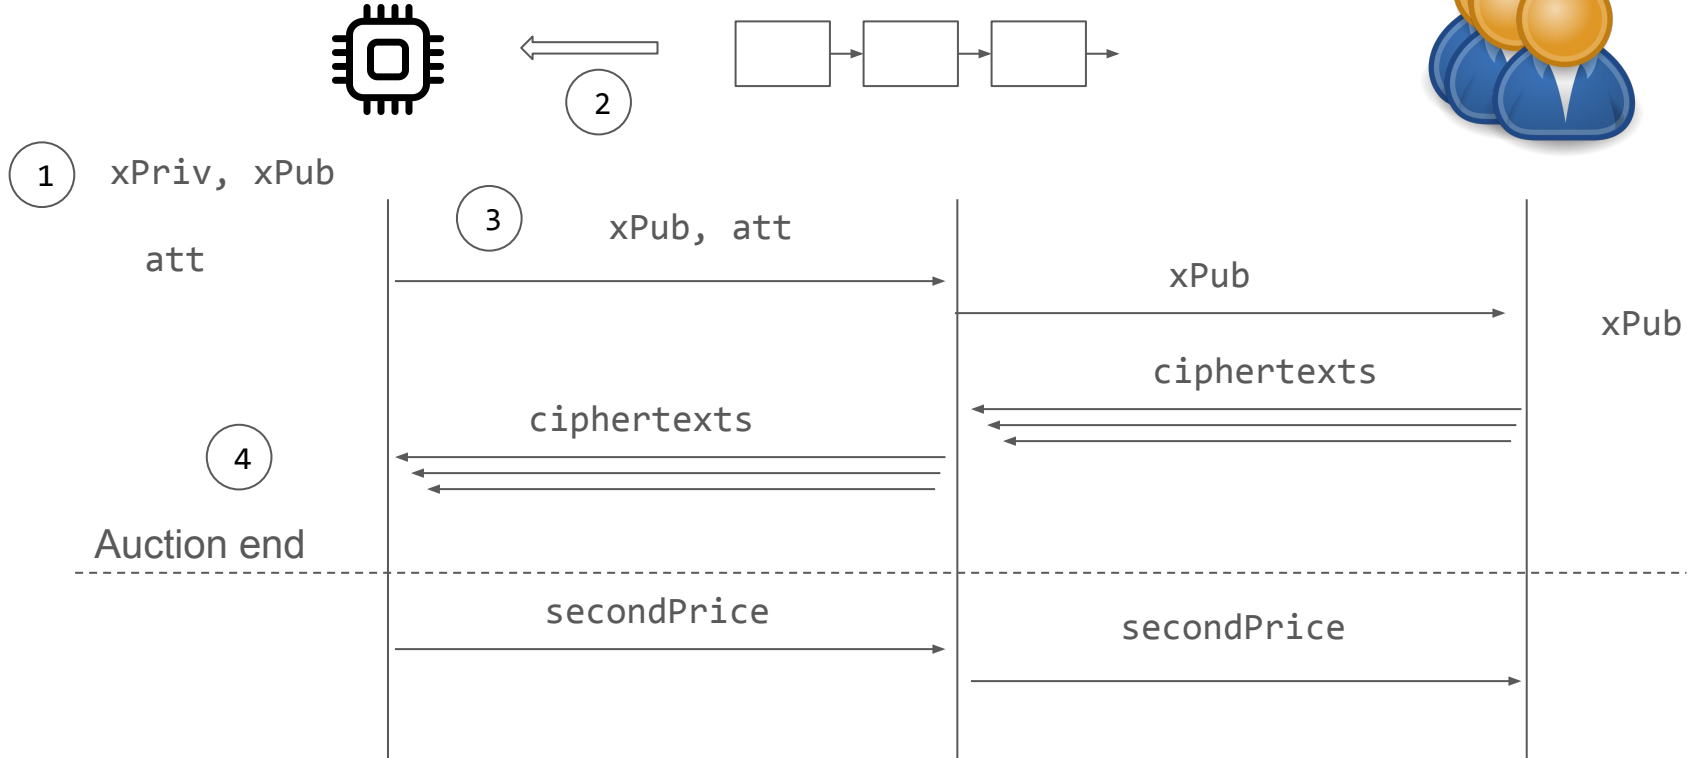 2
1
xPriv, xPub
3
xPub, att
att
xPub
xPub
ciphertexts
ciphertexts
4
Auction end
secondPrice
secondPrice